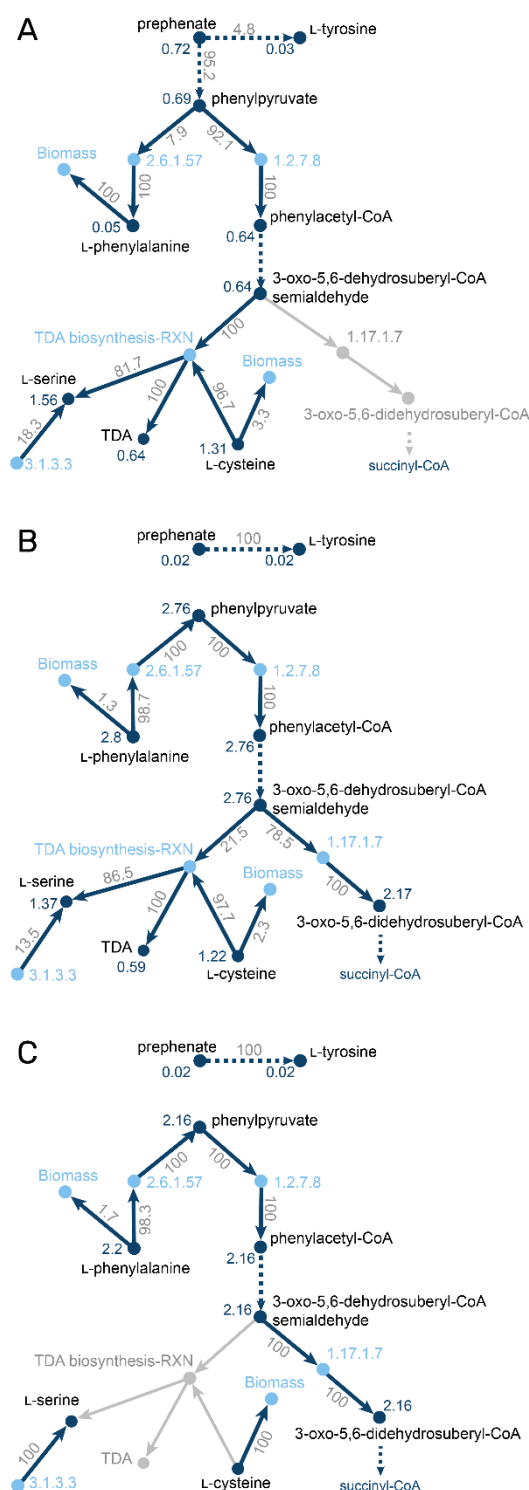 A
prephenate
4.8
L-tyrosine
0.72
0.03
95.2
0.69
phenylpyruvate
7.9
92.1
Biomass
2.6.1.57
1.2.7.8
100
100
100
0.05
L-phenylalanine
phenylacetyl-CoA
0.64
0.64
3-oxo-5,6-dehydrosuberyl-CoA
semialdehyde
TDA biosynthesis-RXN
100
1.17.1.7
Biomass
81.7
L-serine
1.56
100
96.7
3.3
3-oxo-5,6-didehydrosuberyl-CoA
18.3
TDA
0.64
1.31
L-cysteine
3.1.3.3
succinyl-CoA
B
prephenate
100
L-tyrosine
0.02
0.02
2.76
phenylpyruvate
100
100
Biomass
2.6.1.57
1.2.7.8
1.3
98.7
100
2.8
L-phenylalanine
phenylacetyl-CoA
2.76
2.76
3-oxo-5,6-dehydrosuberyl-CoA
semialdehyde
21.5
78.5
TDA biosynthesis-RXN
1.17.1.7
Biomass
86.5
L-serine
1.37
100
97.7
2.3
100
2.17
3-oxo-5,6-didehydrosuberyl-CoA
13.5
TDA
0.59
1.22
L-cysteine
3.1.3.3
succinyl-CoA
C
prephenate
100
L-tyrosine
0.02
0.02
2.16
phenylpyruvate
100
100
Biomass
2.6.1.57
1.2.7.8
1.7
98.3
100
2.2
L-phenylalanine
phenylacetyl-CoA
2.16
2.16
3-oxo-5,6-dehydrosuberyl-CoA
semialdehyde
100
TDA biosynthesis-RXN
1.17.1.7
Biomass
100
2.16
L-serine
3-oxo-5,6-didehydrosuberyl-CoA
100
TDA
100
L-cysteine
3.1.3.3
succinyl-CoA